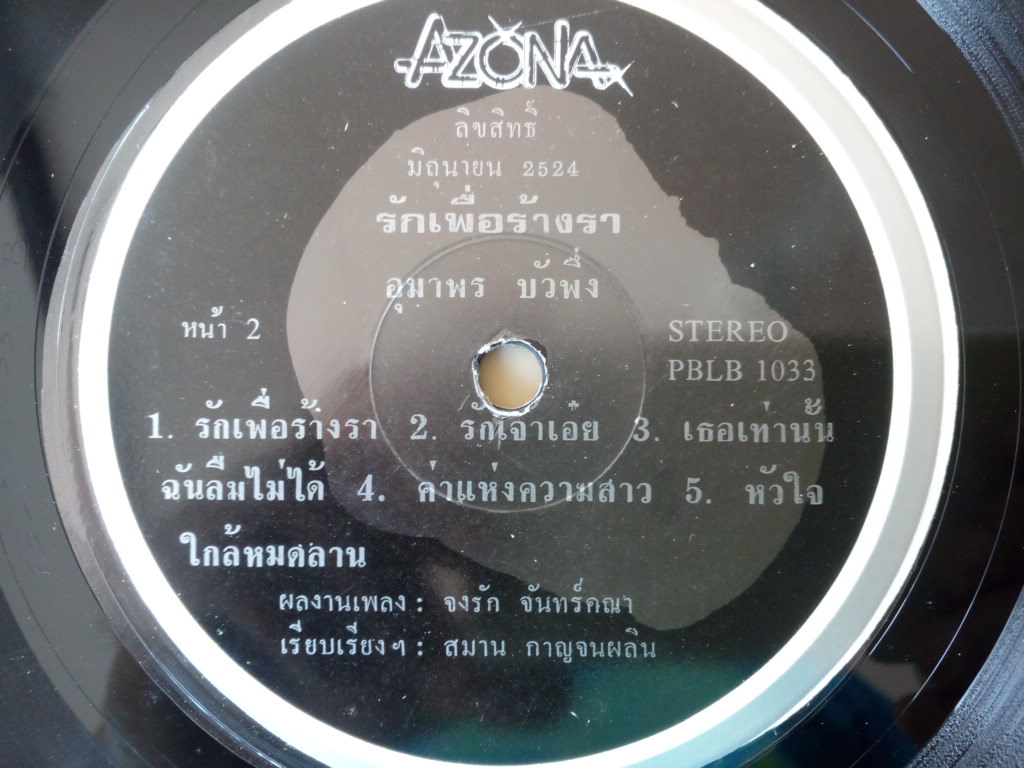 AZONA
ลิขสิทธิ์
มิถุนายน 2524
รักเพื่อร้างรา
อุมาพร บัวพึ่ง
หน้า 2
STEREO
PBLB 1033
1. รักเพื่อร้างรา 2. รักเจ้าเอ๋ย 3. เธอเท่านั้น
ฉันลืมไม่ได้ 4. ค่าแห่งความสาว 5. หัวใจ
ใกล้หมดลาน
ผลงานเพลง : จงรัก จันทร์คณา
เรียบเรียงฯ : สมาน กาญจนผลิน